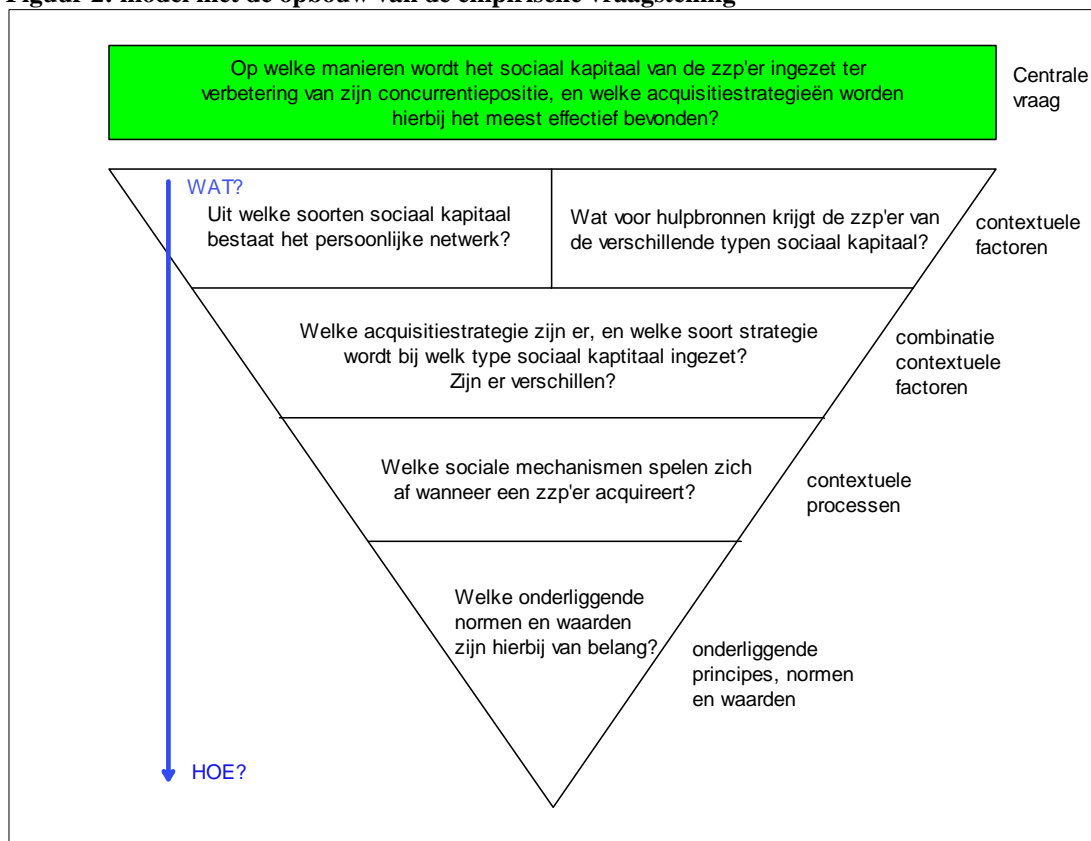 Figuur 2: model met de opbouw van de empirische vraagstelling
Op welke manieren wordt het sociaal kapitaal van de zzp'er ingezet ter
verbetering van zijn concurrentiepositie, en welke acquisitiestrategieën worden
hierbij het meest effectief bevonden?
Centrale
vraag
WAT?
Uit welke soorten sociaal kapitaal
bestaat het persoonlijke netwerk?
Wat voor hulpbronnen krijgt de zzp'er van
de verschillende typen sociaal kapitaal?
contextuele
factoren
Welke acquisitiestrategie zijn er, en welke soort strategie
wordt bij welk type sociaal kaptitaal ingezet?
Zijn er verschillen?
combinatie
contextuele
factoren
Welke sociale mechanismen spelen zich
af wanneer een zzp'er acquireert?
contextuele
processen
Welke onderliggende
normen en waarden
zijn hierbij van belang?
onderliggende
principes, normen
en waarden
HOE?